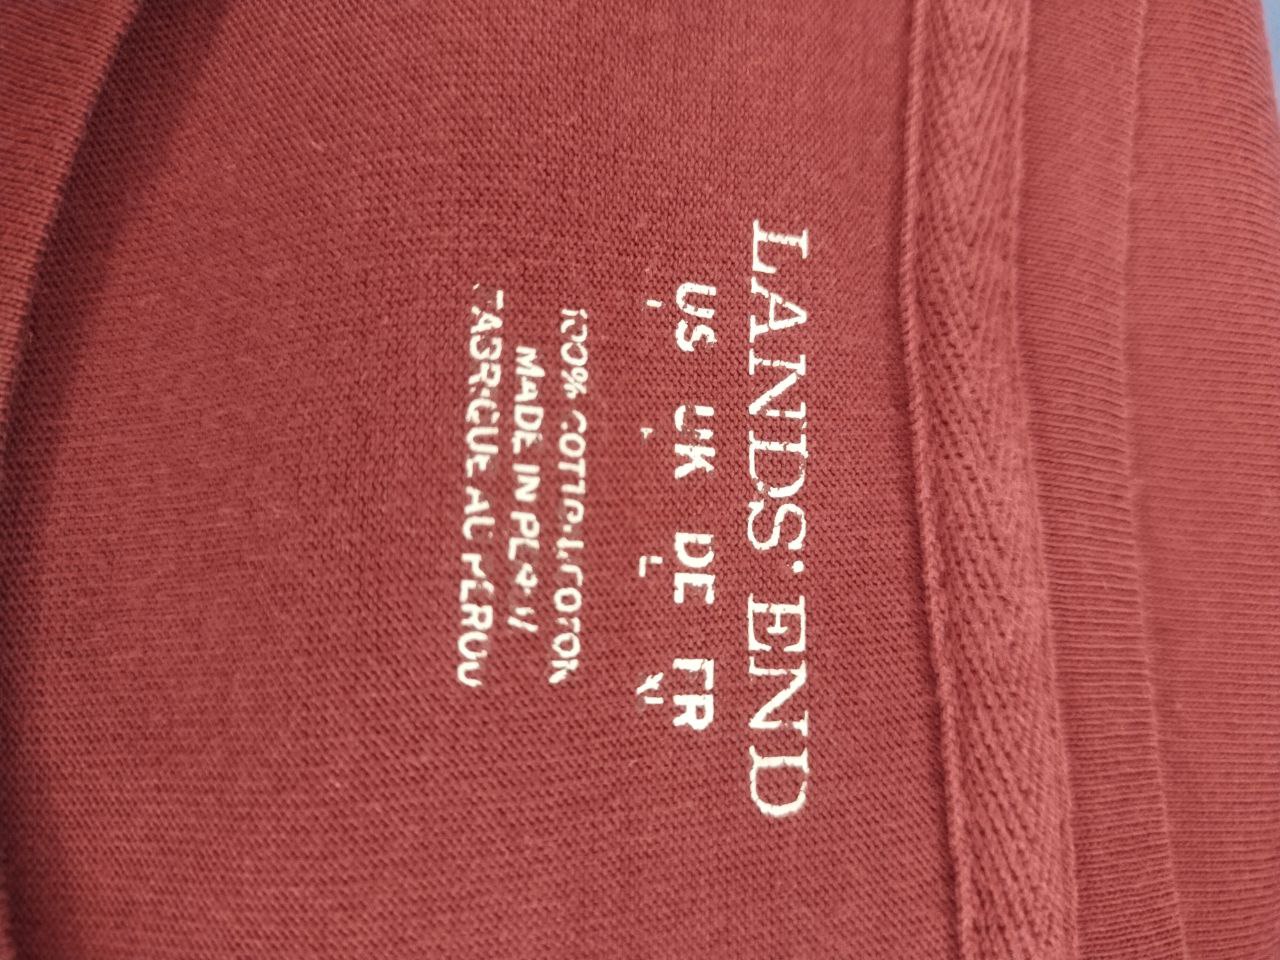 LANDS' END
US UK DE FR
100% COTTON/COTON
MADE IN PERU
FABRIQUE AU PEROU